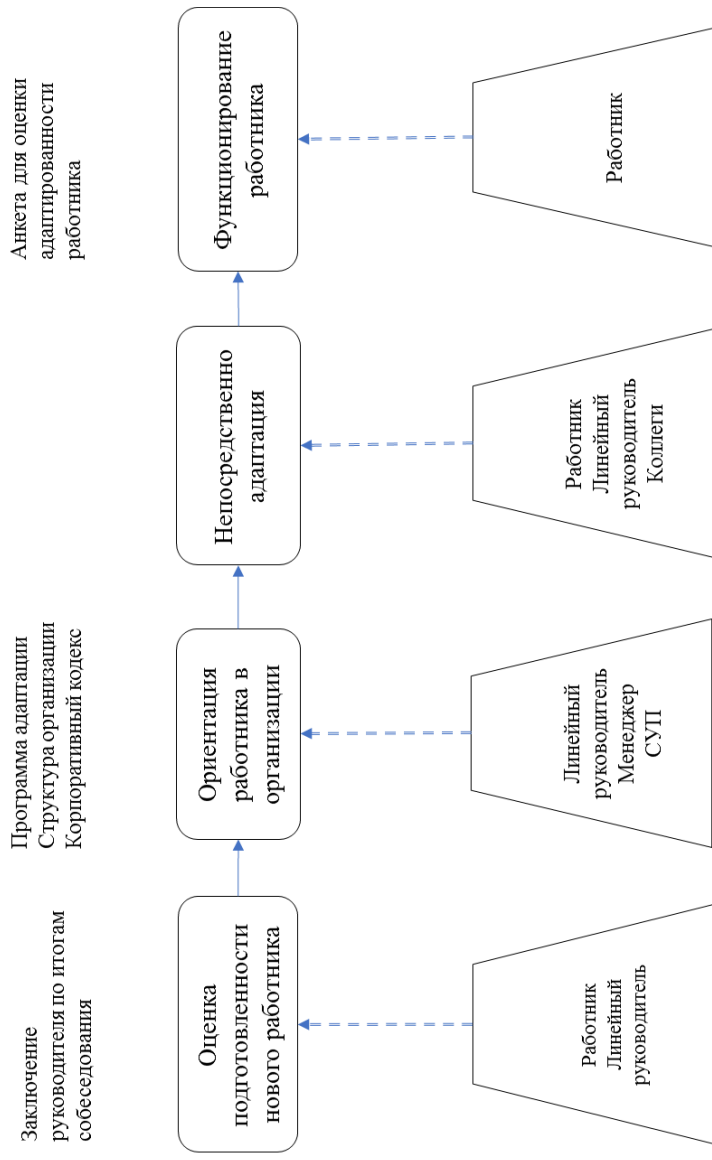 Заключение
руководителя по итогам
собеседования
Программа адаптации
Структура организации
Корпоративный кодекс
Анкета для оценки
адаптированности
работника
Оценка
подготовленности
нового работника
Ориентация
работника в
организации
Непосредственно
адаптация
Функционирование
работника
Работник
Линейный
руководитель
Линейный
руководитель
Менеджер
СУП
Работник
Линейный
руководитель
Коллеги
Работник